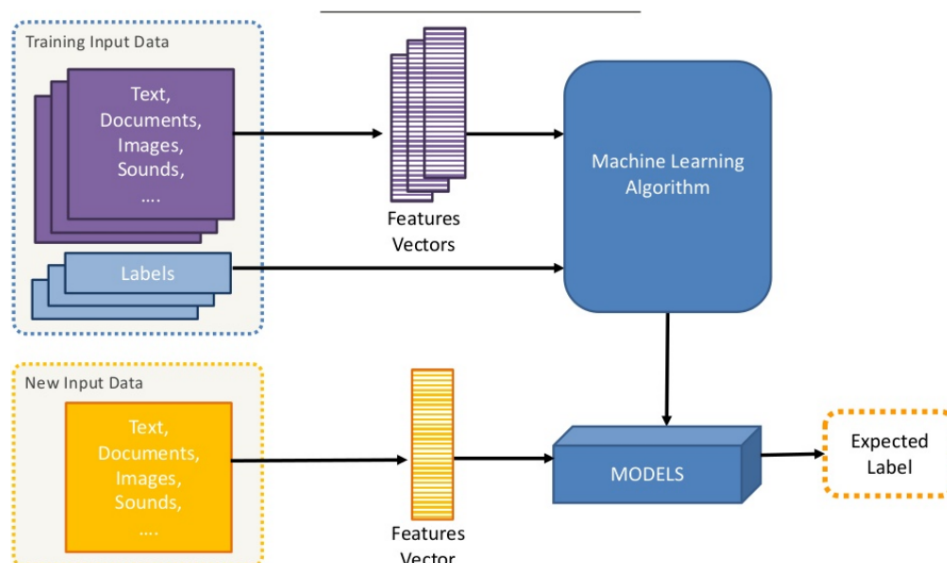 Training Input Data
Text,
Documents,
Images,
Sounds,
....
Labels
Features
Vectors
Machine Learning
Algorithm
New Input Data
Text,
Documents,
Images,
Sounds,
....
Features
Vector
MODELS
Expected
Label